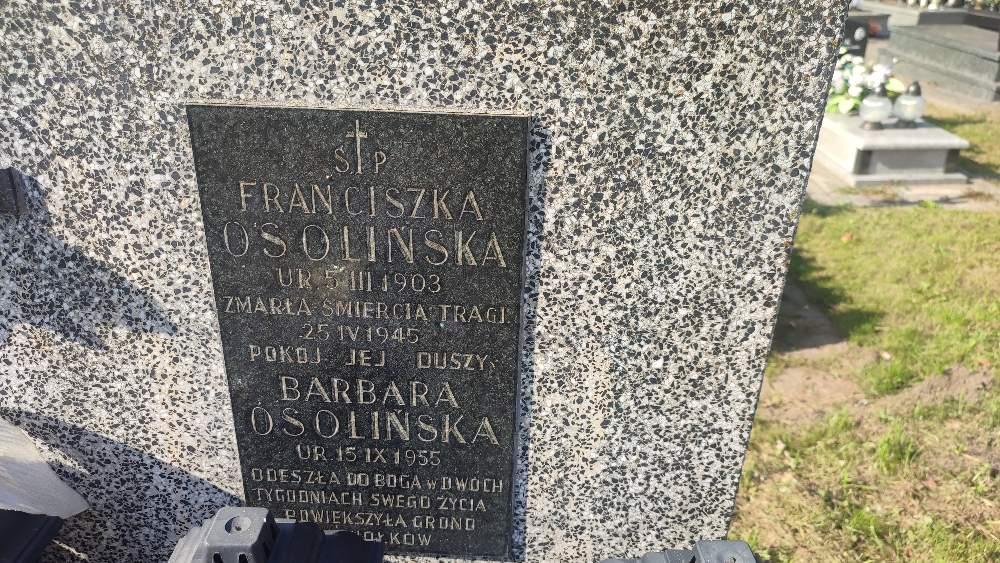 Ś P
FRAŃCISZKA
OSOLIŃSKA
UR 5 III 1903
ZMARŁA ŚMIERCIĄ TRAGI
25 IV 1945
POKÓJ JEJ DUSZY
BARBARA
OSOLIŃSKA
UR 15 IX 1955
ODESZŁA DO BOGA W DWÓCH
TYGODNIACH SWEGO ŻYCIA
POWIĘKSZYŁA GRONO